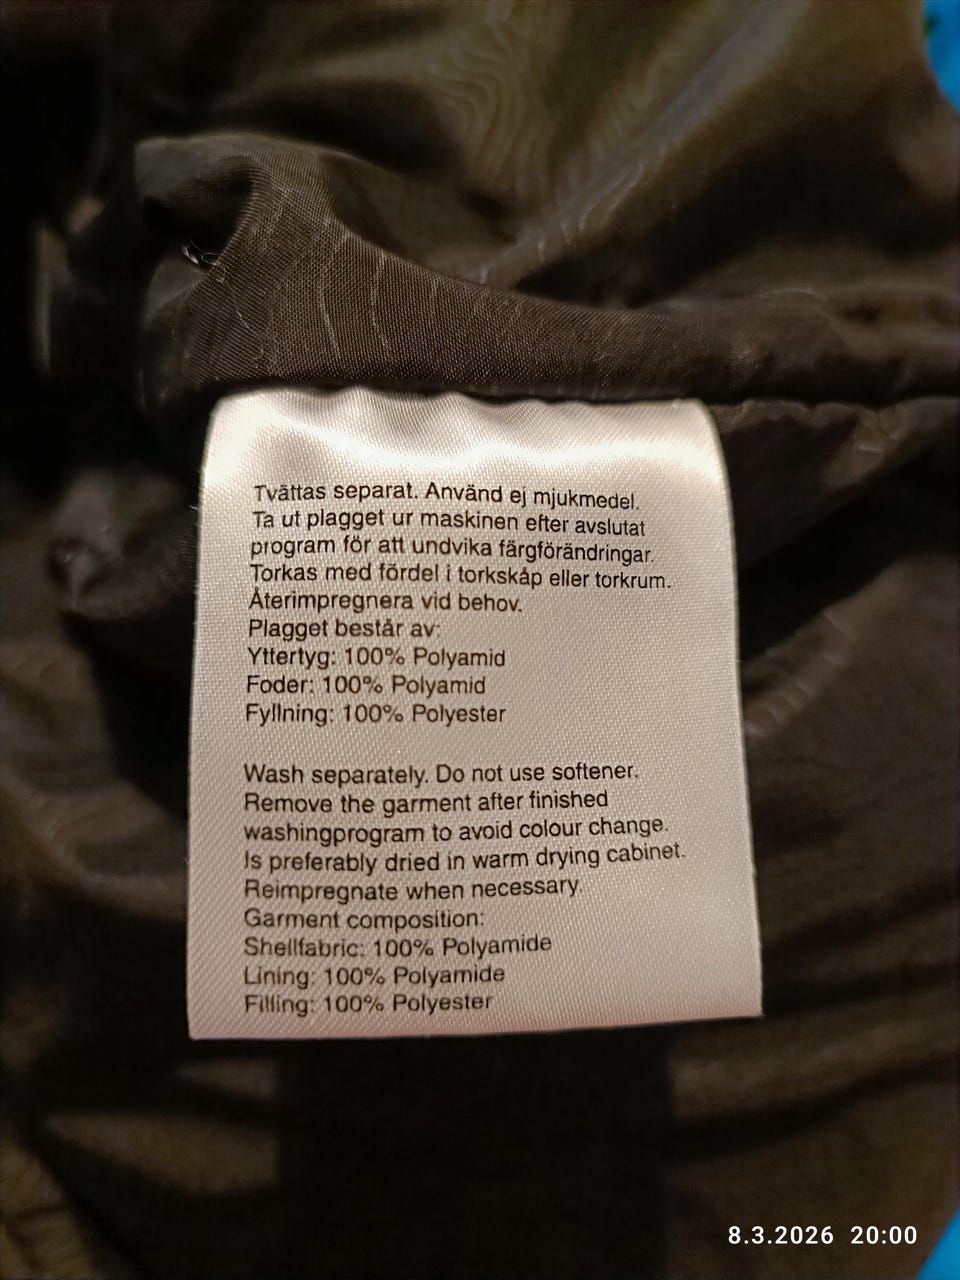 Tvättas separat. Använd ej mjukmedel.
Ta ut plagget ur maskinen efter avslutat
program för att undvika färgförändringar.
Torkas med fördel i torkskåp eller torkrum.
Återimpregnera vid behov.
Plagget består av:
Yttertyg: 100% Polyamid
Foder: 100% Polyamid
Fyllning: 100% Polyester
Wash separately. Do not use softener.
Remove the garment after finished
washingprogram to avoid colour change.
Is preferably dried in warm drying cabinet.
Reimpregnate when necessary.
Garment composition:
Shellfabric: 100% Polyamide
Lining: 100% Polyamide
Filling: 100% Polyester
8.3.2026 20:00